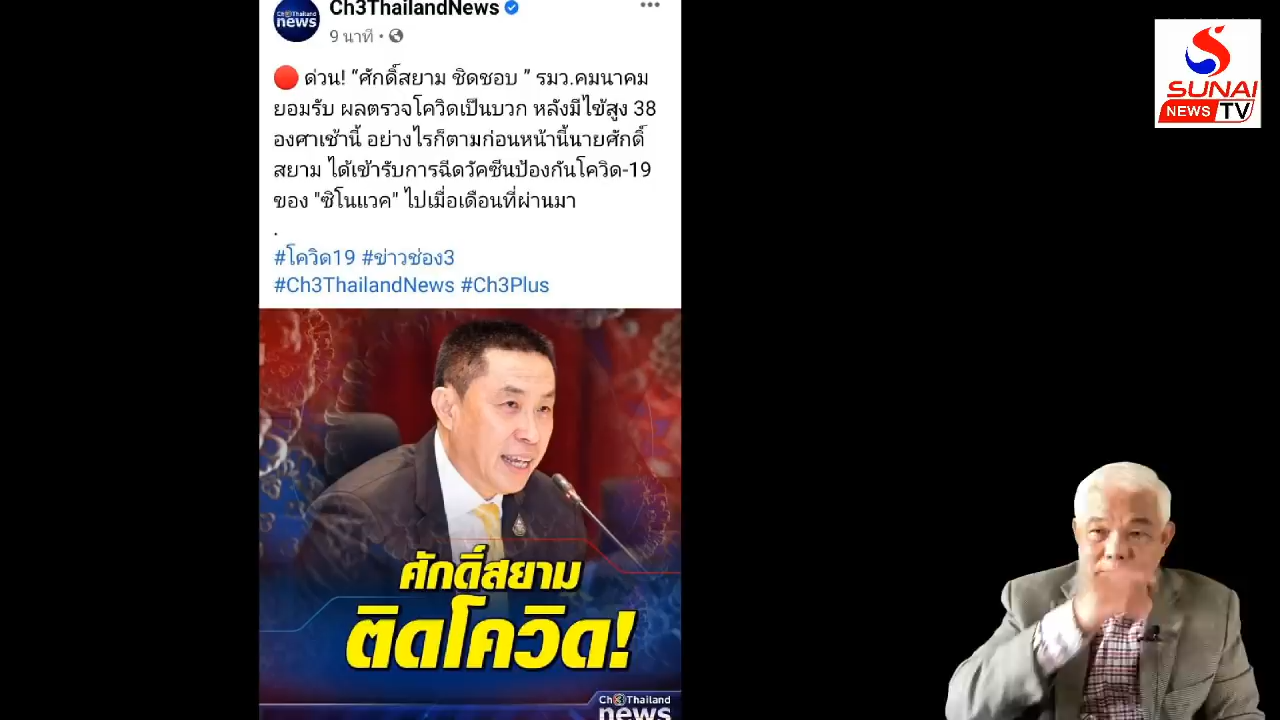 Ch3Thailand
news
Ch3ThailandNews
9 นาที •
ด่วน! “ศักดิ์สยาม ชิดชอบ ” รมว.คมนาคม
ยอมรับ ผลตรวจโควิดเป็นบวก หลังมีไข้สูง 38
องศาเช้านี้ อย่างไรก็ตามก่อนหน้านี้นายศักดิ์
สยาม ได้เข้ารับการฉีดวัคซีนป้องกันโควิด-19
ของ "ซิโนแวค" ไปเมื่อเดือนที่ผ่านมา
.
#โควิด19 #ข่าวช่อง3
#Ch3ThailandNews #Ch3Plus
ศักดิ์สยาม
ติดโควิด!
Ch3Thailand
news
SUNAI
NEWS TV